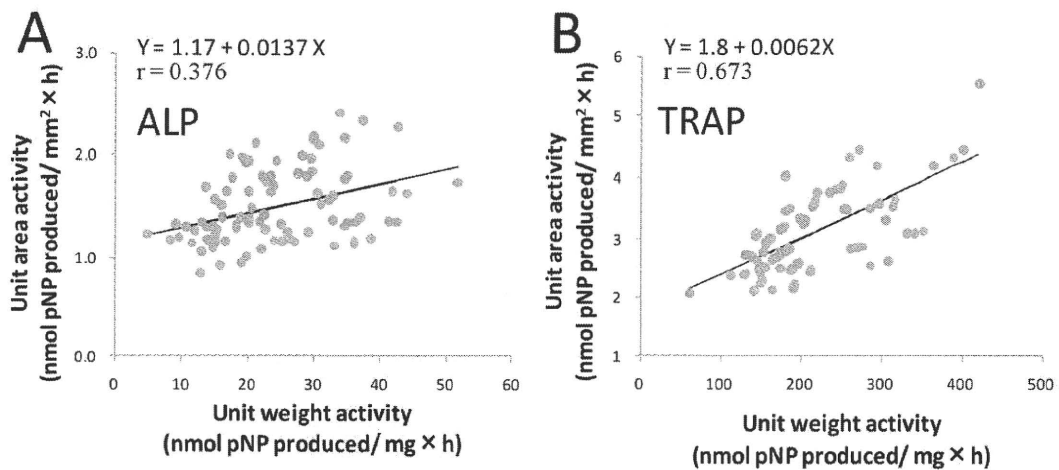 A
Y = 1.17 + 0.0137 X
r = 0.376
ALP
Unit area activity
(nmol pNP produced/ mm² × h)
3.0
2.0
1.0
0.0
0 10 20 30 40 50 60
Unit weight activity
(nmol pNP produced/ mg × h)
B
Y = 1.8 + 0.0062X
r = 0.673
TRAP
Unit area activity
(nmol pNP produced/ mm² × h)
6
5
4
3
2
1
0 100 200 300 400 500
Unit weight activity
(nmol pNP produced/ mg × h)